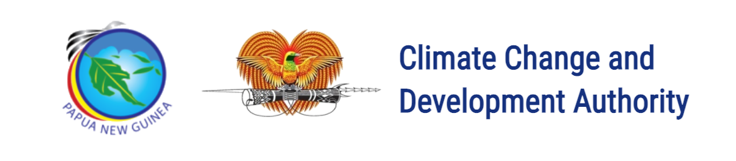 PAPUA NEW GUINEA
Climate Change and
Development Authority